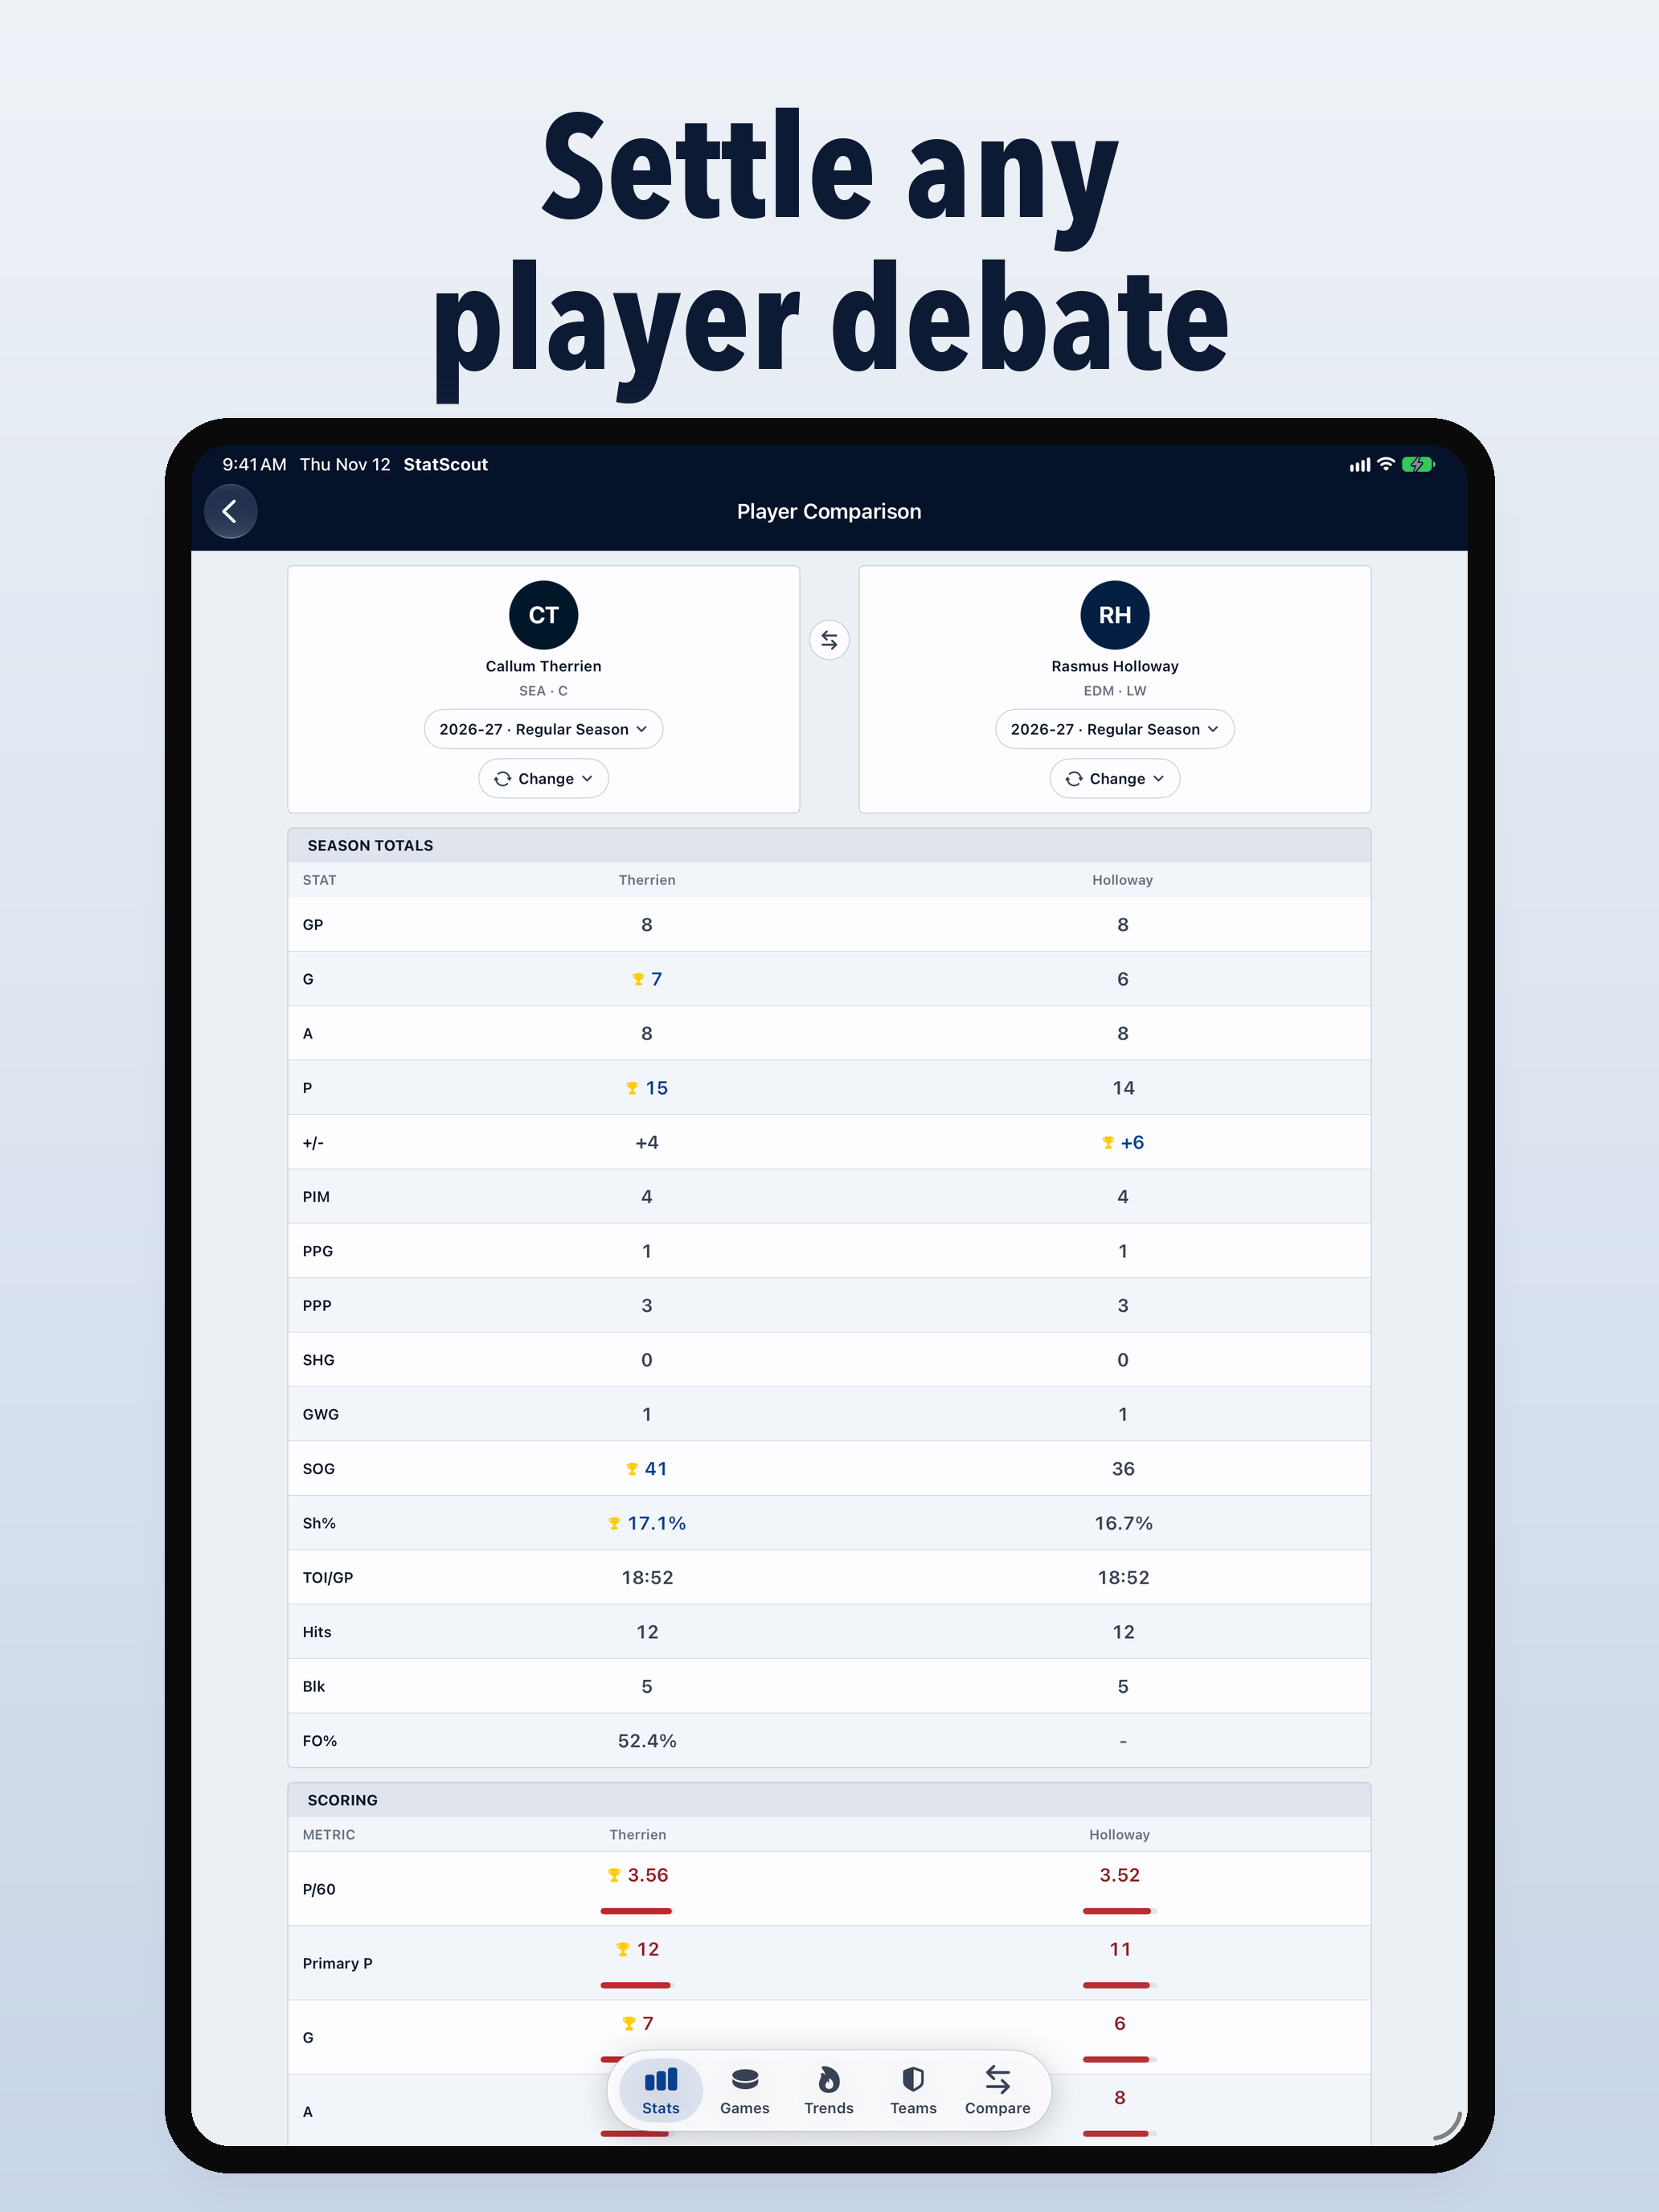 Settle any
player debate
9:41 AM Thu Nov 12 StatScout
Player Comparison
CT
Callum Therrien
SEA · C
2026-27 · Regular Season
Change
RH
Rasmus Holloway
EDM · LW
2026-27 · Regular Season
Change
SEASON TOTALS
STAT Therrien Holloway
GP 8 8
G 7 6
A 8 8
P 15 14
+/- +4 +6
PIM 4 4
PPG 1 1
PPP 3 3
SHG 0 0
GWG 1 1
SOG 41 36
Sh% 17.1% 16.7%
TOI/GP 18:52 18:52
Hits 12 12
Blk 5 5
FO% 52.4% -
SCORING
METRIC Therrien Holloway
P/60 3.56 3.52
Primary P 12 11
G 7 6
A 8
Stats Games Trends Teams Compare